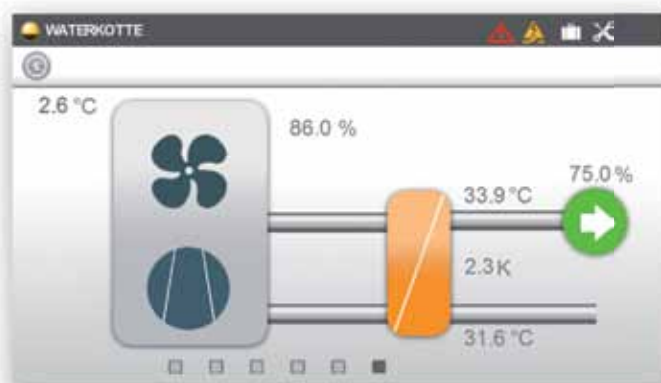 WATERKOTTE
2.6 °C
86.0 %
75.0%
33.9 °C
2.3K
31.6 °C